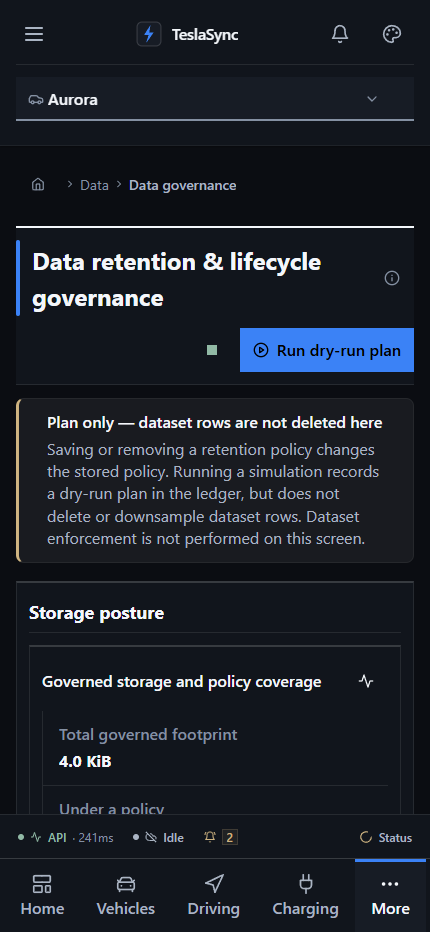 TeslaSync
Aurora
Data
Data governance
Data retention & lifecycle
governance
Run dry-run plan
Plan only — dataset rows are not deleted here
Saving or removing a retention policy changes
the stored policy. Running a simulation records
a dry-run plan in the ledger, but does not
delete or downsample dataset rows. Dataset
enforcement is not performed on this screen.
Storage posture
Governed storage and policy coverage
Total governed footprint
4.0 KiB
Under a policy
API · 241ms
Idle
2
Status
Home
Vehicles
Driving
Charging
More